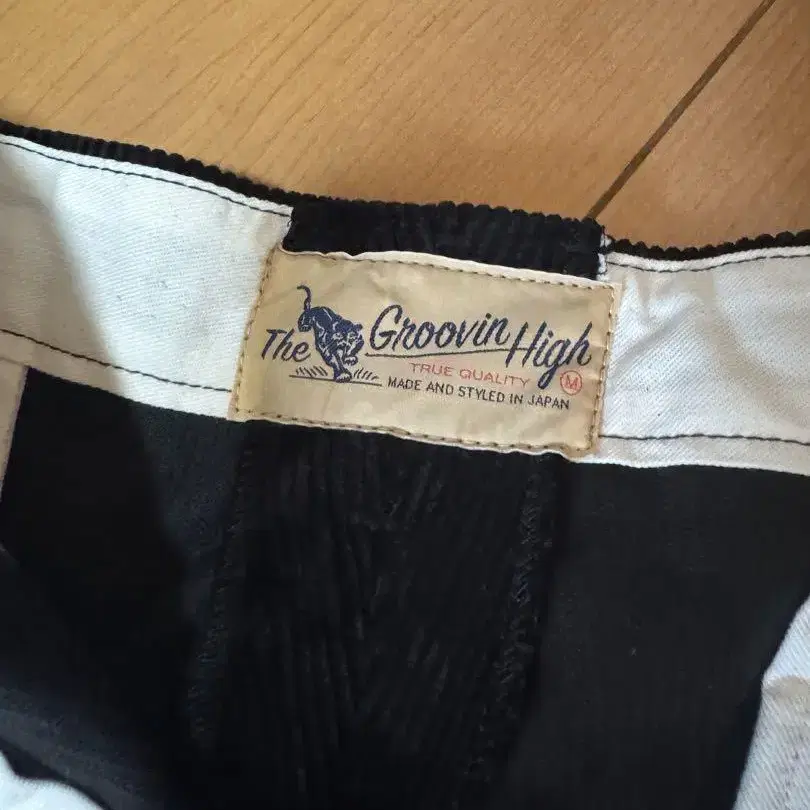 The Groovin High
TRUE QUALITY M
MADE AND STYLED IN JAPAN